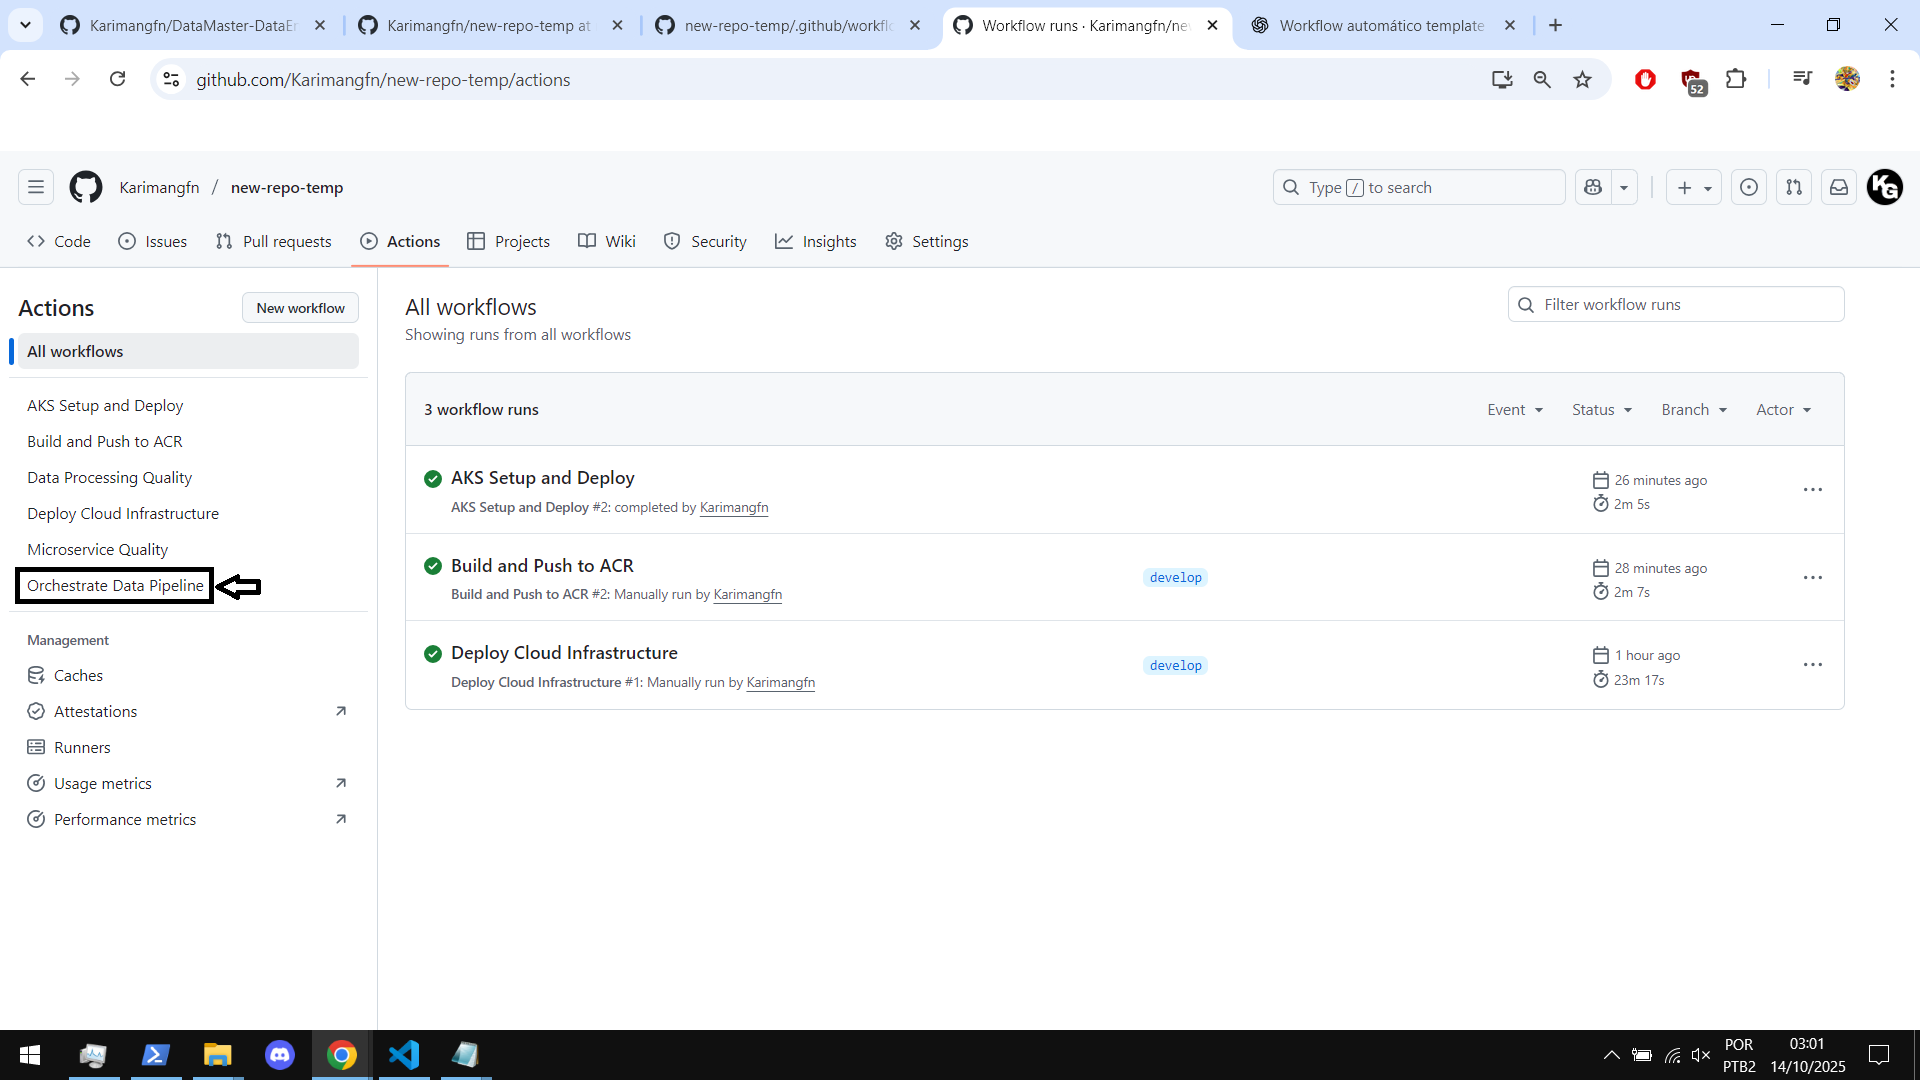 Karimangfn/DataMaster-DataEn
Karimangfn/new-repo-temp at
new-repo-temp/.github/workflo
Workflow runs · Karimangfn/ne
Workflow automático template
github.com/Karimangfn/new-repo-temp/actions
52
Karimangfn / new-repo-temp
Type / to search
KG
Code
Issues
Pull requests
Actions
Projects
Wiki
Security
Insights
Settings
Actions
New workflow
All workflows
AKS Setup and Deploy
Build and Push to ACR
Data Processing Quality
Deploy Cloud Infrastructure
Microservice Quality
Orchestrate Data Pipeline
Management
Caches
Attestations
Runners
Usage metrics
Performance metrics
All workflows
Showing runs from all workflows
Filter workflow runs
3 workflow runs
Event
Status
Branch
Actor
AKS Setup and Deploy
AKS Setup and Deploy #2: completed by Karimangfn
26 minutes ago
2m 5s
Build and Push to ACR
Build and Push to ACR #2: Manually run by Karimangfn
develop
28 minutes ago
2m 7s
Deploy Cloud Infrastructure
Deploy Cloud Infrastructure #1: Manually run by Karimangfn
develop
1 hour ago
23m 17s
POR
PTB2
03:01
14/10/2025